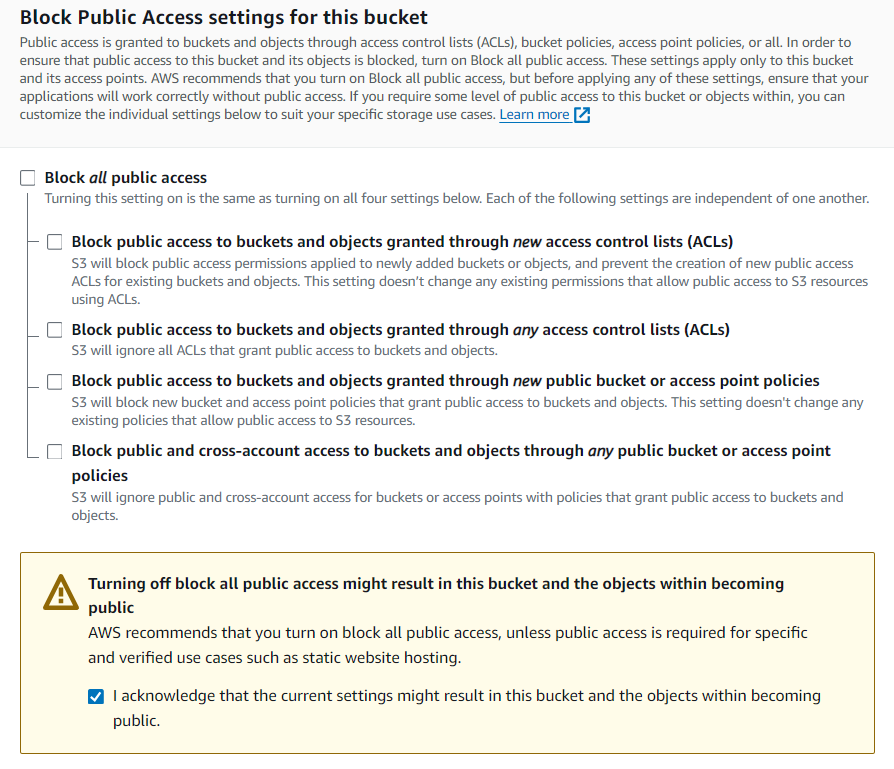 Block Public Access settings for this bucket
Public access is granted to buckets and objects through access control lists (ACLs), bucket policies, access point policies, or all. In order to
ensure that public access to this bucket and its objects is blocked, turn on Block all public access. These settings apply only to this bucket
and its access points. AWS recommends that you turn on Block all public access, but before applying any of these settings, ensure that your
applications will work correctly without public access. If you require some level of public access to this bucket or objects within, you can
customize the individual settings below to suit your specific storage use cases. Learn more
Block all public access
Turning this setting on is the same as turning on all four settings below. Each of the following settings are independent of one another.
Block public access to buckets and objects granted through new access control lists (ACLs)
S3 will block public access permissions applied to newly added buckets or objects, and prevent the creation of new public access
ACLs for existing buckets and objects. This setting doesn't change any existing permissions that allow public access to S3 resources
using ACLs.
Block public access to buckets and objects granted through any access control lists (ACLs)
S3 will ignore all ACLs that grant public access to buckets and objects.
Block public access to buckets and objects granted through new public bucket or access point policies
S3 will block new bucket and access point policies that grant public access to buckets and objects. This setting doesn't change any
existing policies that allow public access to S3 resources.
Block public and cross-account access to buckets and objects through any public bucket or access point
policies
S3 will ignore public and cross-account access for buckets or access points with policies that grant public access to buckets and
objects.
Turning off block all public access might result in this bucket and the objects within becoming
public
AWS recommends that you turn on block all public access, unless public access is required for specific
and verified use cases such as static website hosting.
I acknowledge that the current settings might result in this bucket and the objects within becoming
public.